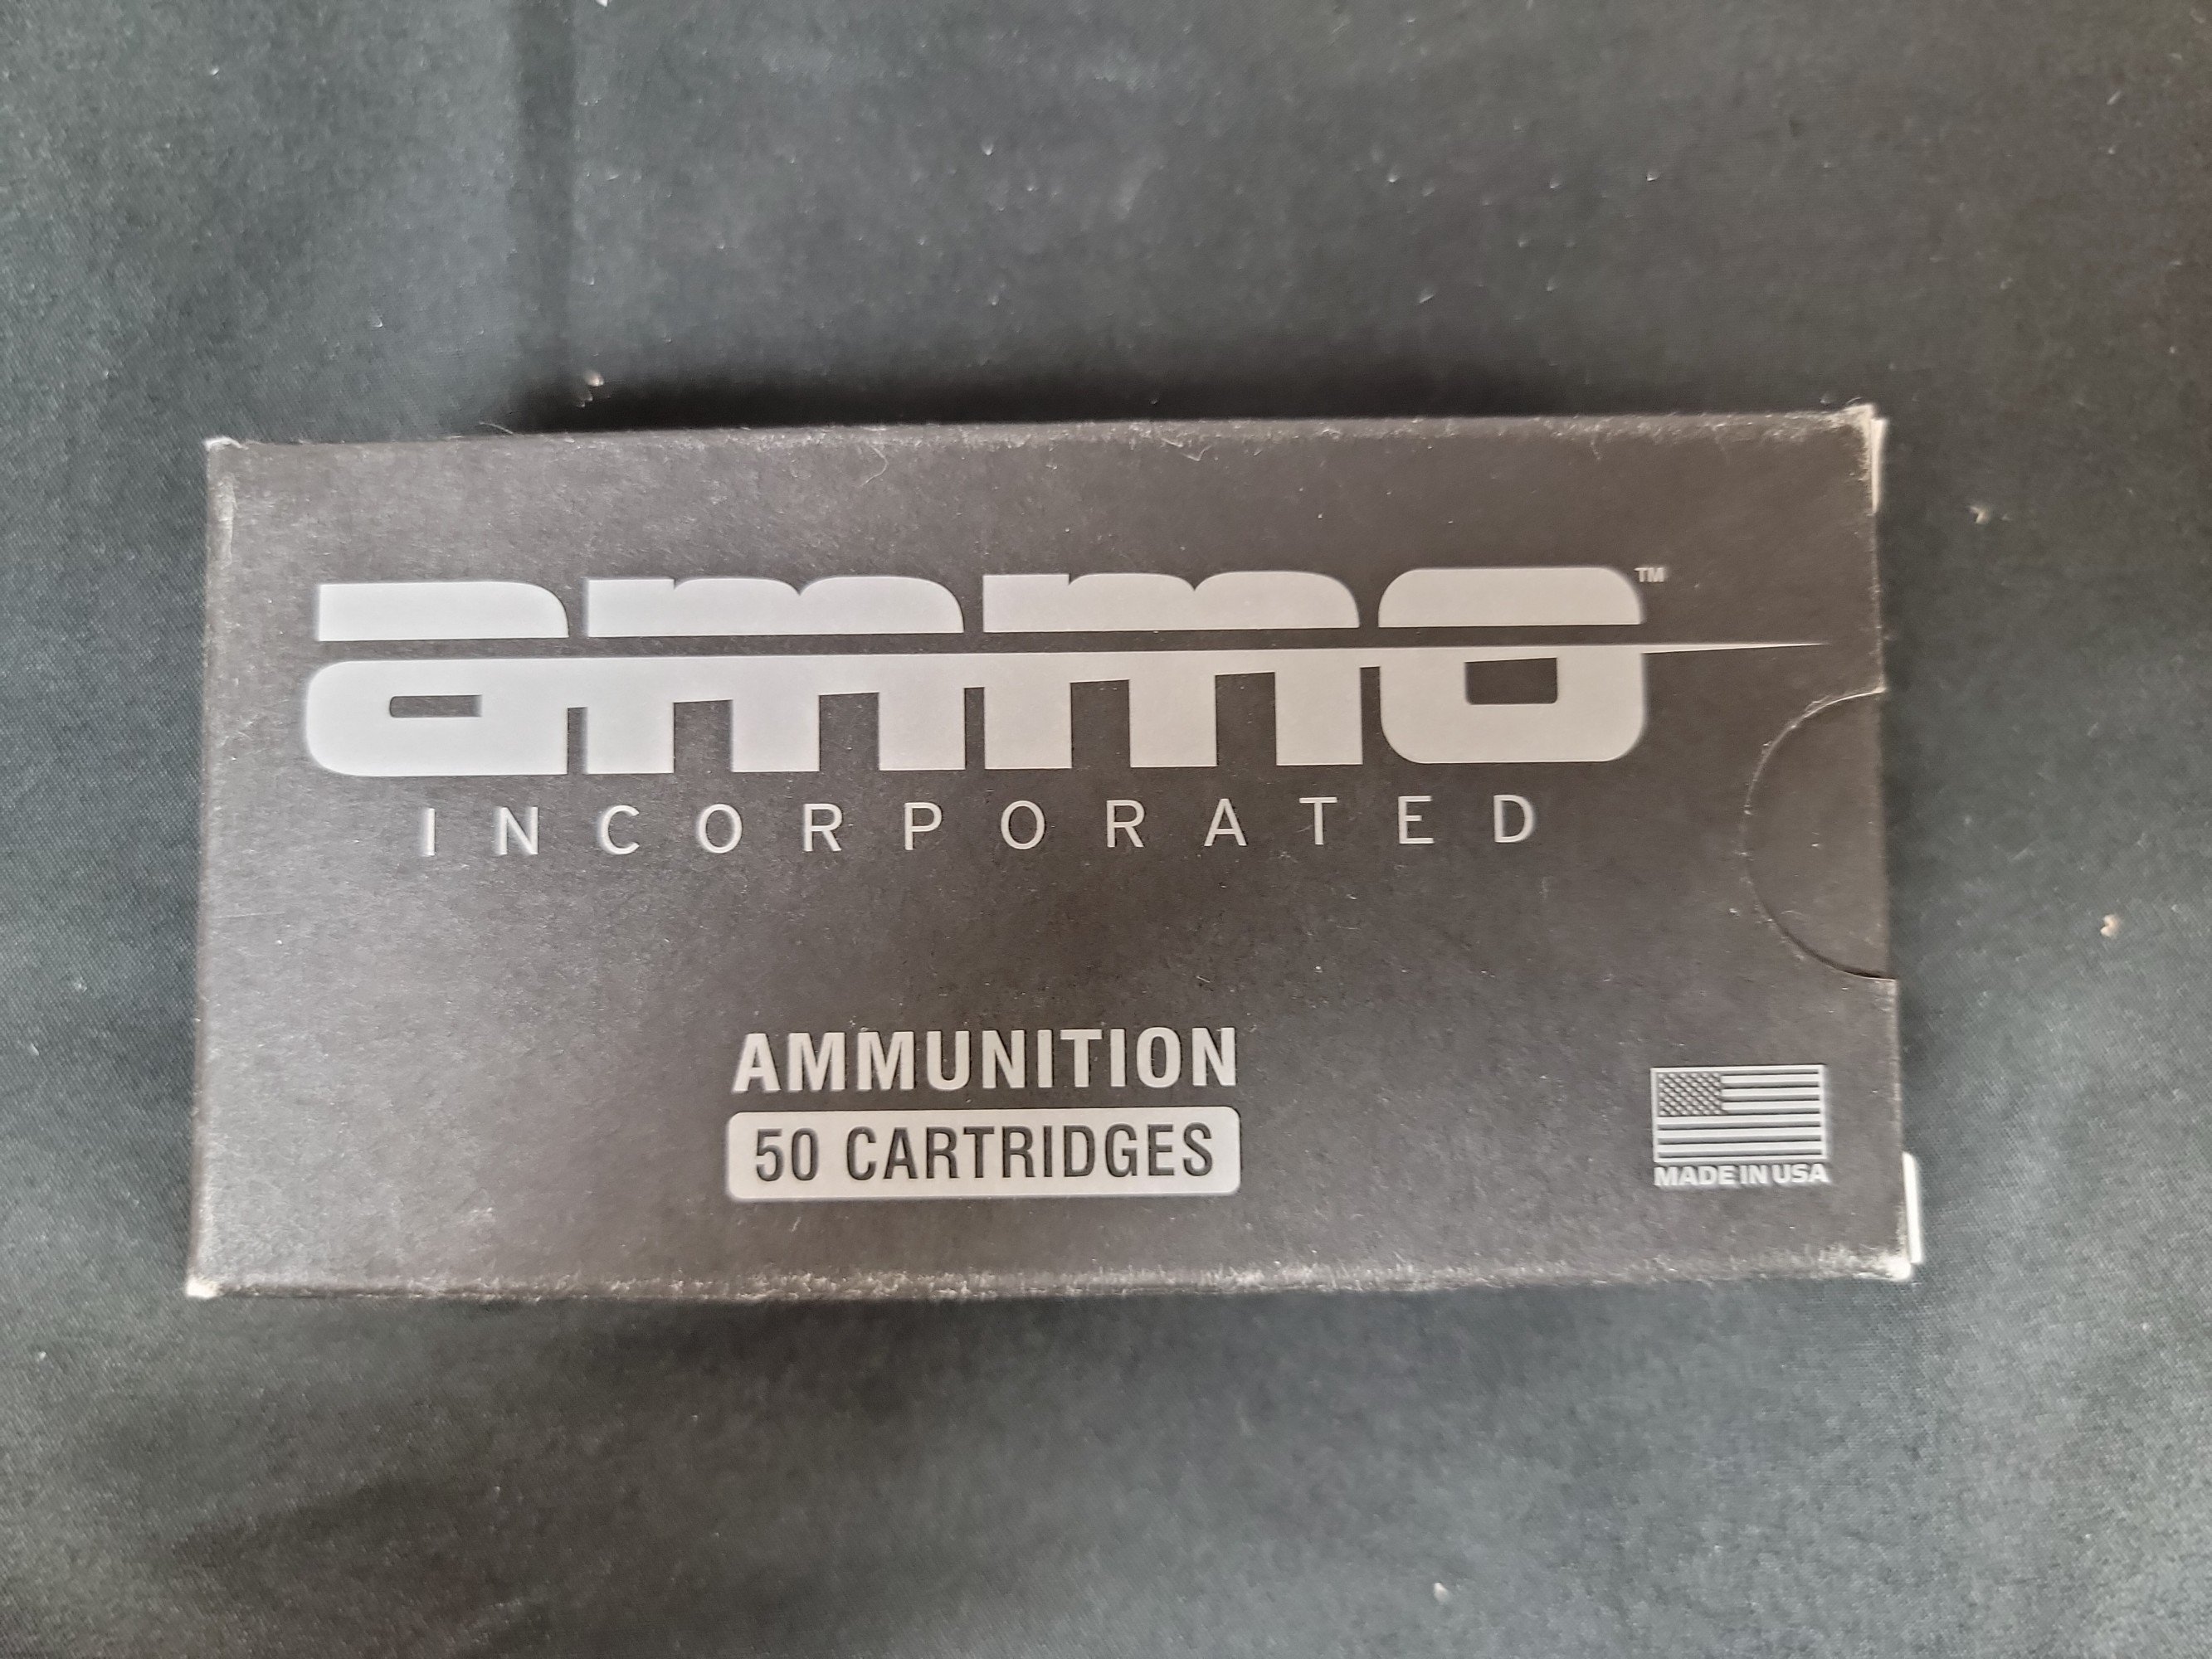 ammo™
INCORPORATED
AMMUNITION
50 CARTRIDGES
MADE IN USA